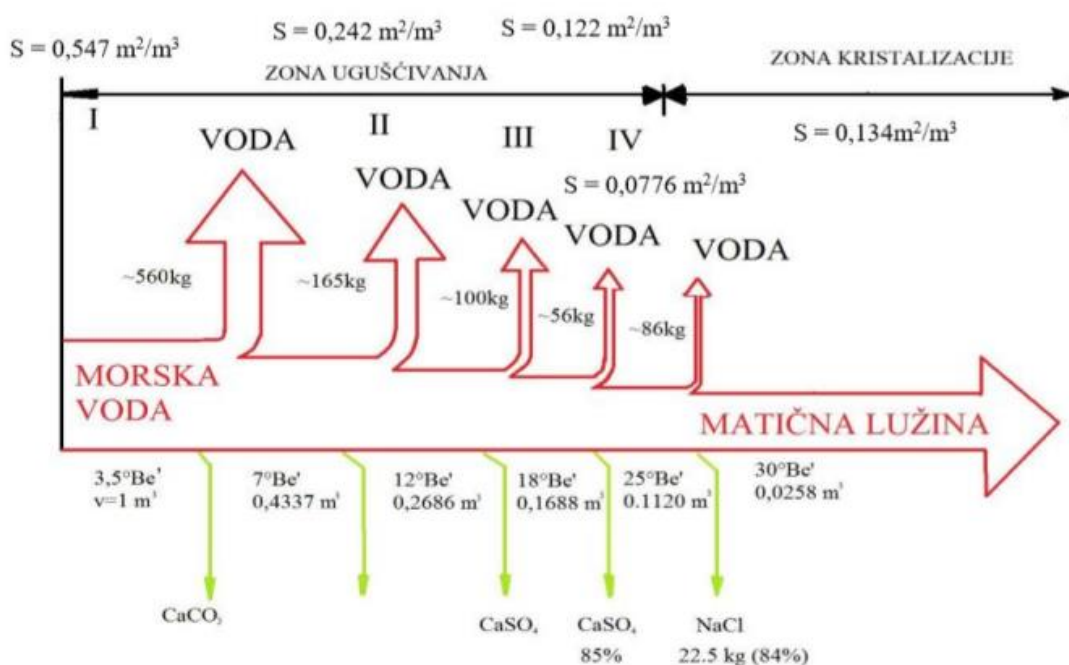 S = 0,547 m²/m³
S = 0,242 m²/m³
S = 0,122 m²/m³
ZONA UGUŠĆIVANJA
ZONA KRISTALIZACIJE
I
II
III
IV
S = 0,134m²/m³
VODA
VODA
VODA
S = 0,0776 m²/m³
VODA
VODA
~560kg
~165kg
~100kg
~56kg
~86kg
MORSKA
VODA
MATIČNA LUŽINA
3,5°Be'
v=1 m³
7°Be'
0,4337 m³
12°Be'
0,2686 m³
18°Be'
0,1688 m³
25°Be'
0.1120 m³
30°Be'
0,0258 m³
CaCO₃
CaSO₄
CaSO₄
85%
NaCl
22.5 kg (84%)